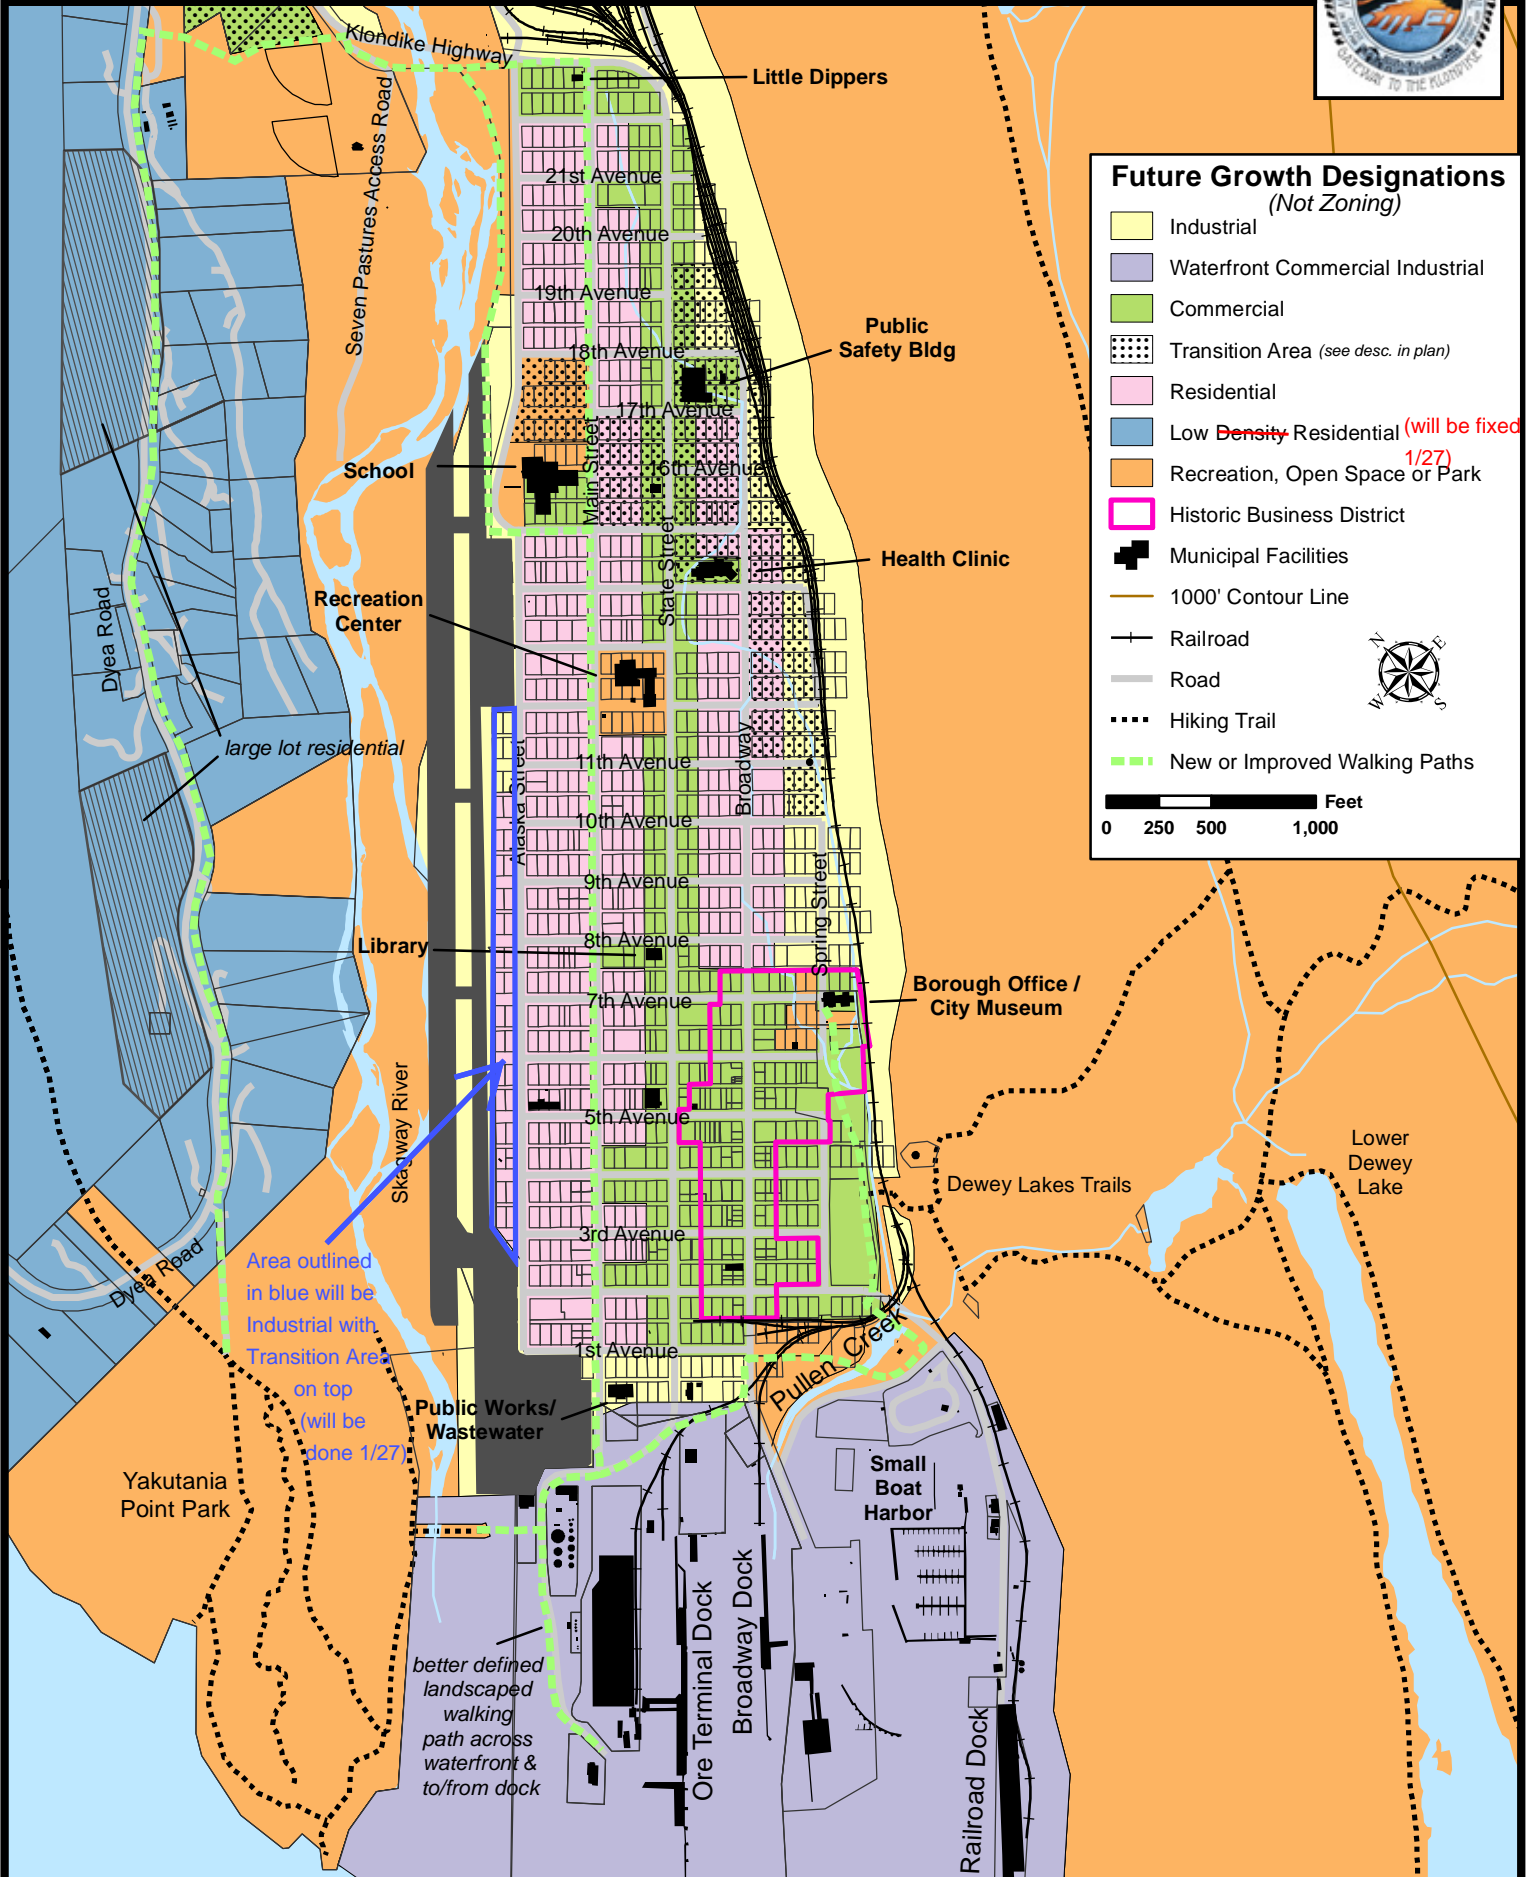 GATEWAY TO THE KLONDIKE
Klondike Highway
Little Dippers
Seven Pastures Access Road
21st Avenue
20th Avenue
19th Avenue
18th Avenue
17th Avenue
16th Avenue
Public
Safety Bldg
School
Main Street
State Street
Health Clinic
Recreation
Center
Dyea Road
large lot residential
Alaska Street
Broadway
11th Avenue
10th Avenue
9th Avenue
Spring Street
Library
8th Avenue
7th Avenue
Borough Office /
City Museum
Skagway River
5th Avenue
Dewey Lakes Trails
Lower
Dewey
Lake
3rd Avenue
Dyea Road
Area outlined
in blue will be
Industrial with
Transition Area
on top
(will be
done 1/27)
1st Avenue
Pullen Creek
Public Works/
Wastewater
Yakutania
Point Park
Small
Boat
Harbor
better defined
landscaped
walking
path across
waterfront &
to/from dock
Ore Terminal Dock
Broadway Dock
Railroad Dock
Future Growth Designations
(Not Zoning)
Industrial
Waterfront Commercial Industrial
Commercial
Transition Area (see desc. in plan)
Residential
Low Density Residential (will be fixed
1/27)
Recreation, Open Space or Park
Historic Business District
Municipal Facilities
1000' Contour Line
Railroad
Road
Hiking Trail
New or Improved Walking Paths
N E
W S
Feet
0 250 500 1,000